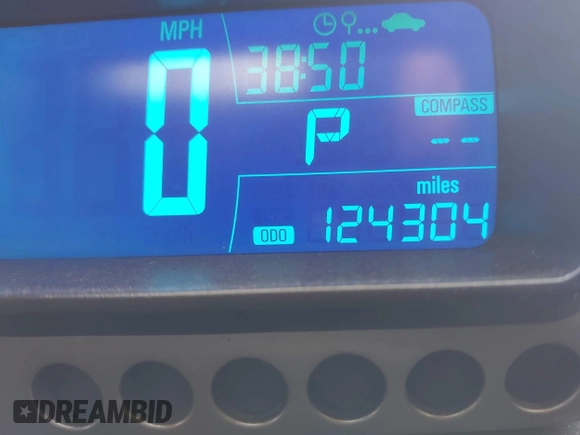 MPH
0
38:50
P
COMPASS
--
miles
ODO 124304
DREAMBID